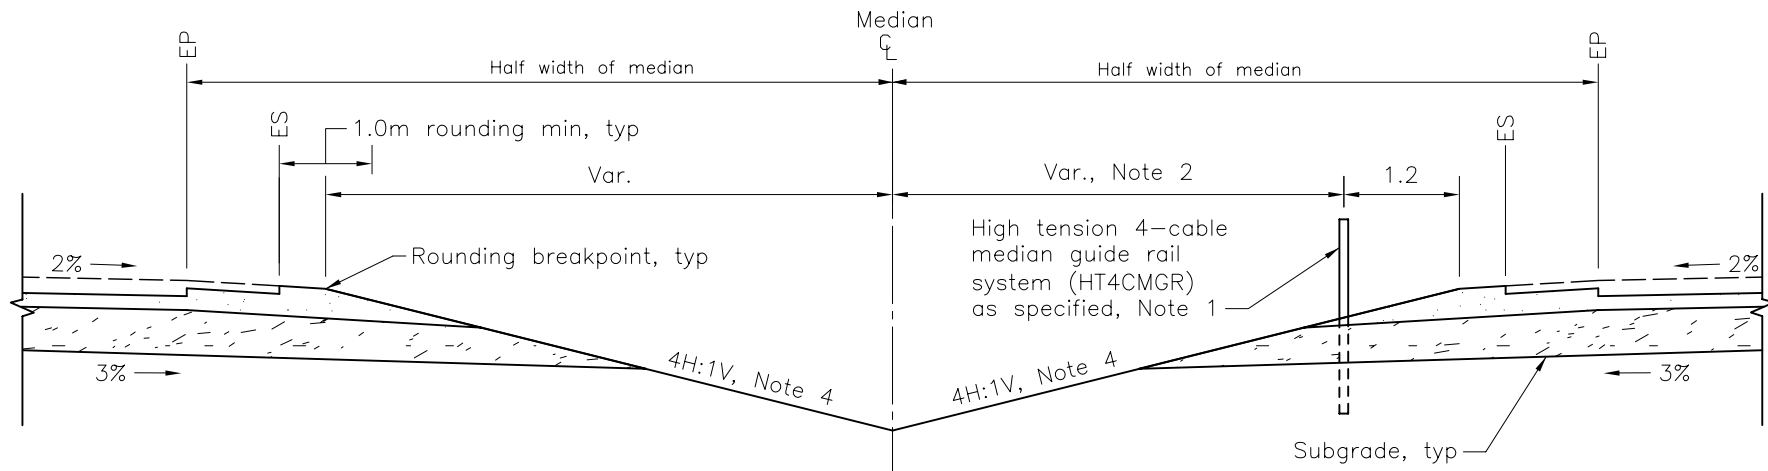 Median
CL
EP
Half width of median
Half width of median
EP
ES
1.0m rounding min, typ
ES
Var.
Var., Note 2
1.2
High tension 4-cable
median guide rail
system (HT4CMGR)
as specified, Note 1
2%
Rounding breakpoint, typ
2%
3%
4H:1V, Note 4
4H:1V, Note 4
3%
Subgrade, typ